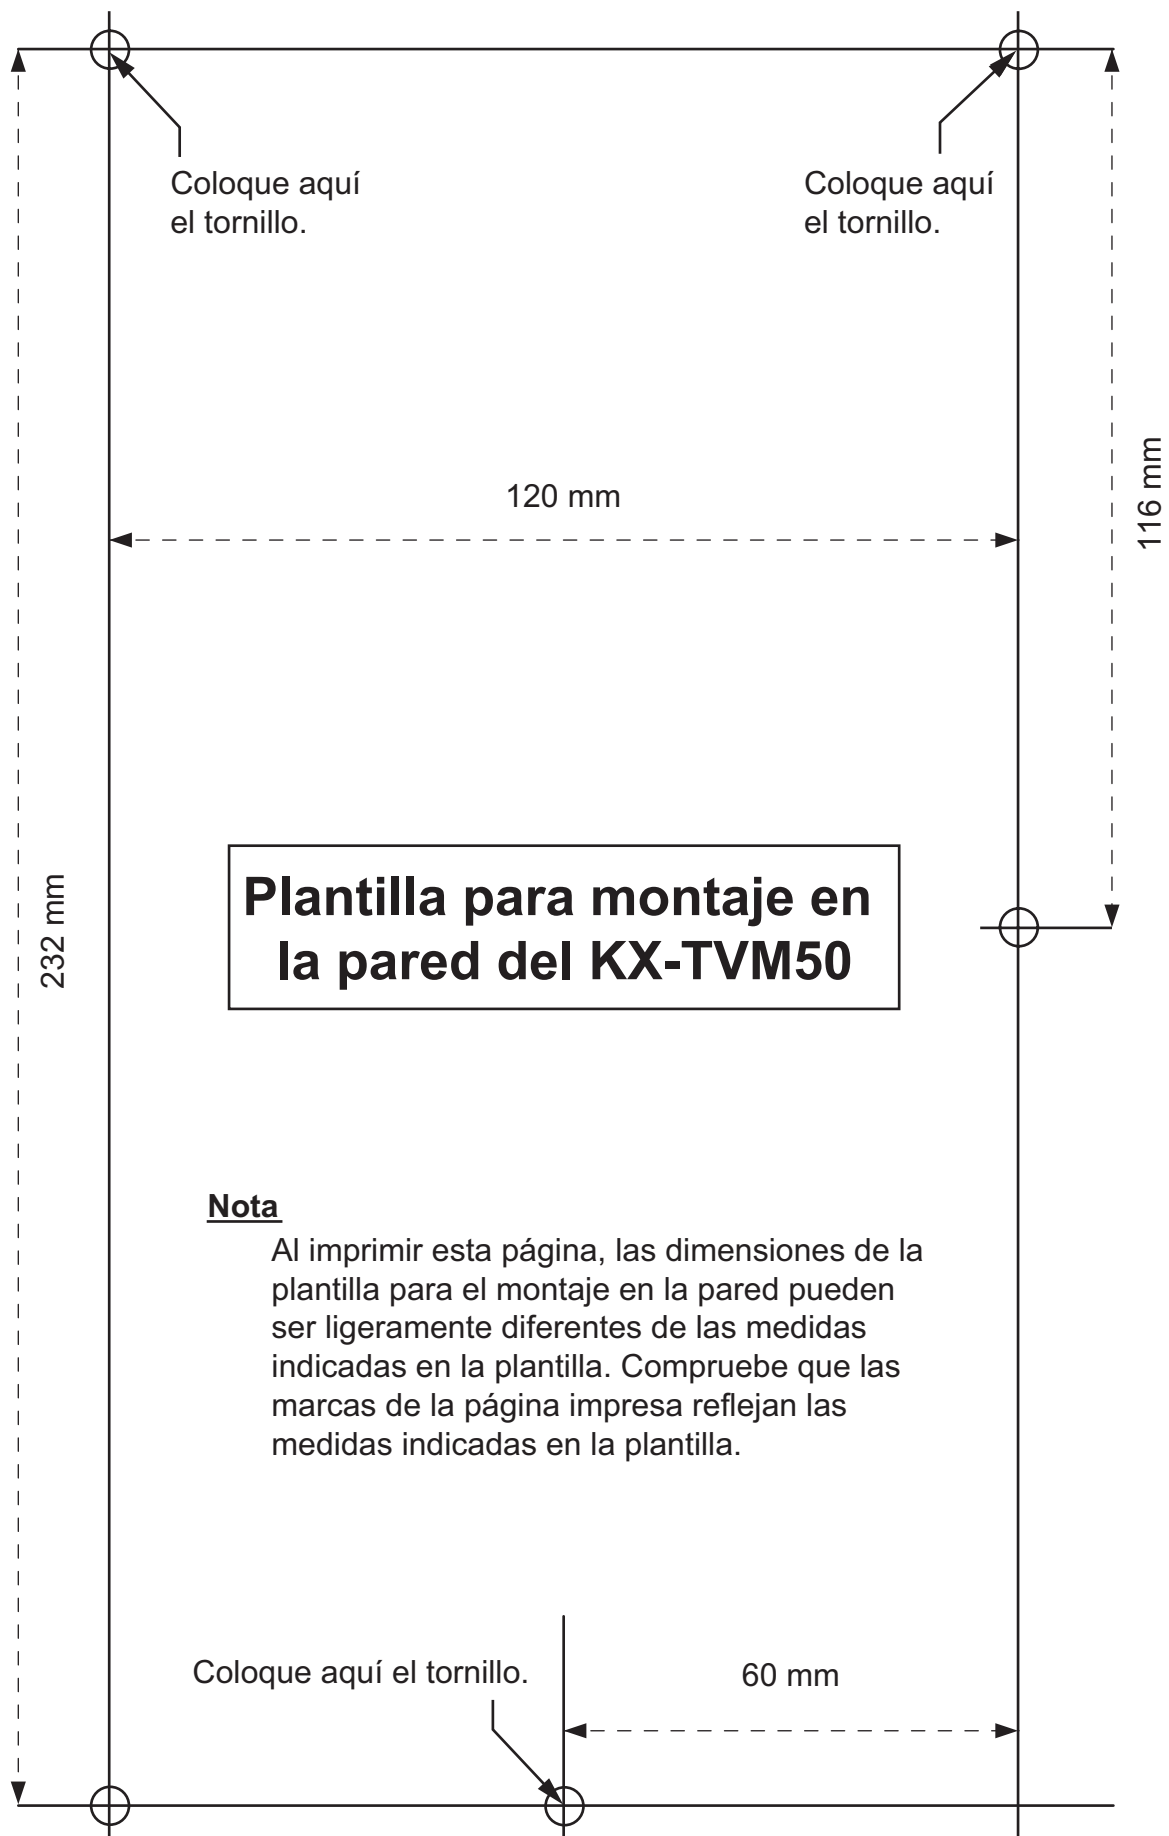 Coloque aquí
el tornillo.
Coloque aquí
el tornillo.
120 mm
116 mm
232 mm
Plantilla para montaje en
la pared del KX-TVM50
Nota
Al imprimir esta página, las dimensiones de la
plantilla para el montaje en la pared pueden
ser ligeramente diferentes de las medidas
indicadas en la plantilla. Compruebe que las
marcas de la página impresa reflejan las
medidas indicadas en la plantilla.
Coloque aquí el tornillo.
60 mm